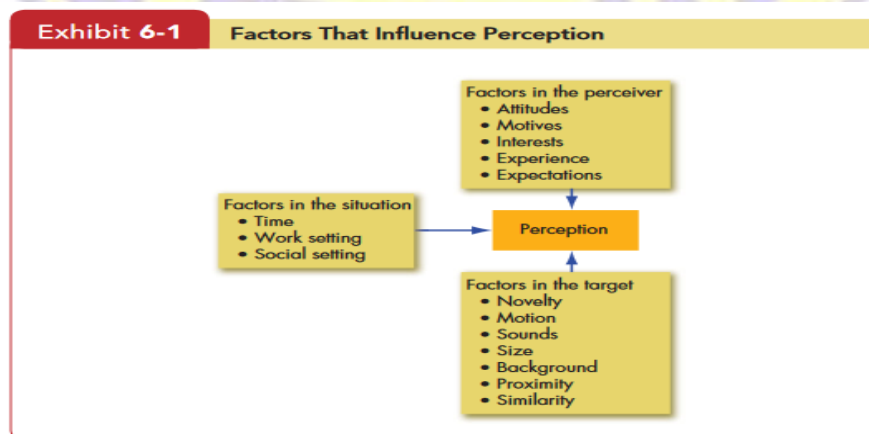 Exhibit 6-1 Factors That Influence Perception
Factors in the perceiver
• Attitudes
• Motives
• Interests
• Experience
• Expectations
Factors in the situation
• Time
• Work setting
• Social setting
Perception
Factors in the target
• Novelty
• Motion
• Sounds
• Size
• Background
• Proximity
• Similarity